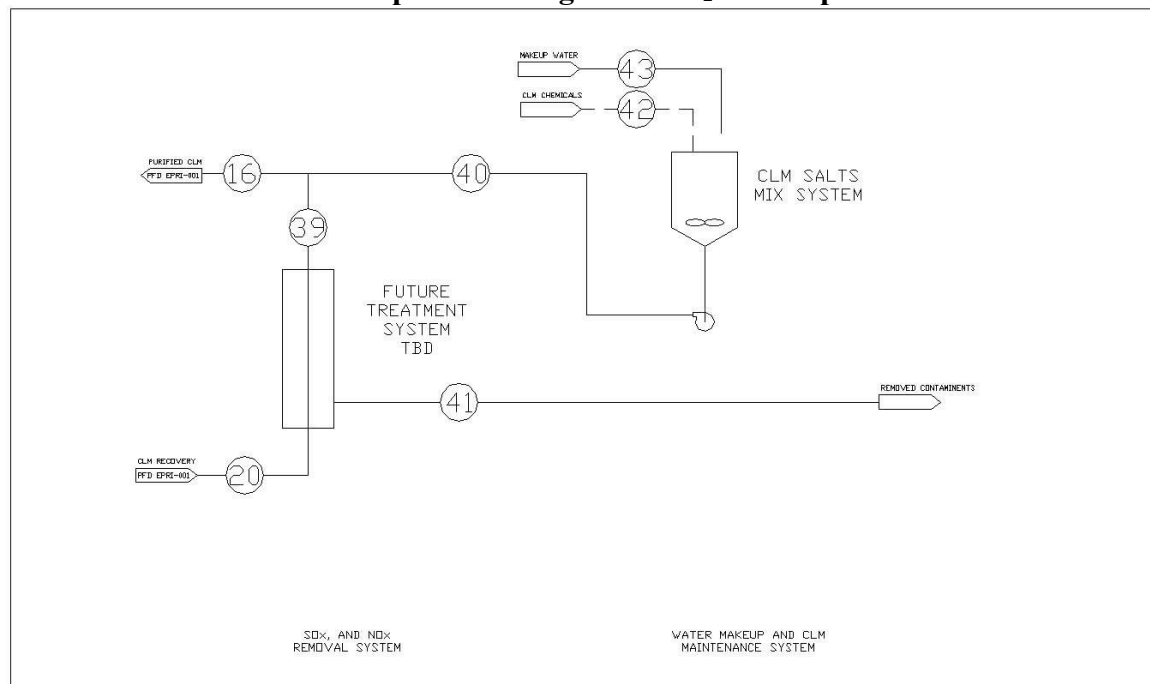 MAKEUP WATER
43
CLM CHEMICALS
42
PURIFIED CLM
PFD EPRI-001
16
40
CLM SALTS
MIX SYSTEM
39
FUTURE
TREATMENT
SYSTEM
TBD
41
REMOVED CONTAMINENTS
CLM RECOVERY
PFD EPRI-001
20
SOx, AND NOx
REMOVAL SYSTEM
WATER MAKEUP AND CLM
MAINTENANCE SYSTEM